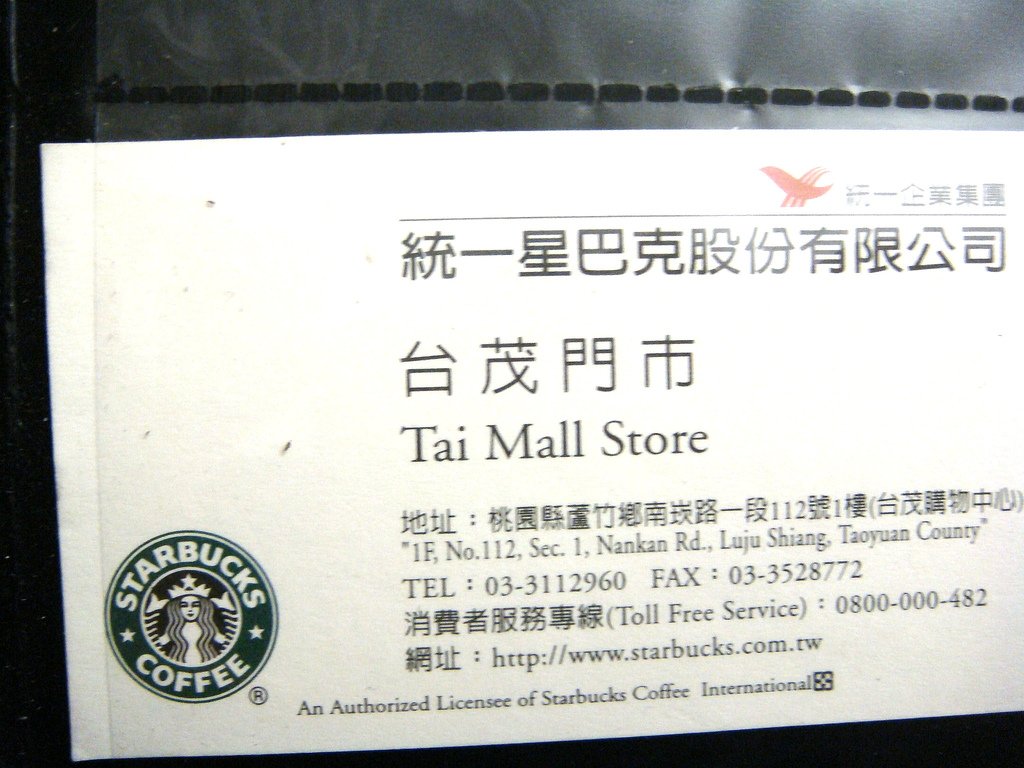 統一企業集團
統一星巴克股份有限公司
台茂門市
Tai Mall Store
地址：桃園縣蘆竹鄉南崁路一段112號1樓(台茂購物中心)
"1F, No.112, Sec. 1, Nankan Rd., Luju Shiang, Taoyuan County"
TEL：03-3112960 FAX：03-3528772
消費者服務專線(Toll Free Service)：0800-000-482
網址：http://www.starbucks.com.tw
An Authorized Licensee of Starbucks Coffee International
STARBUCKS
COFFEE
®